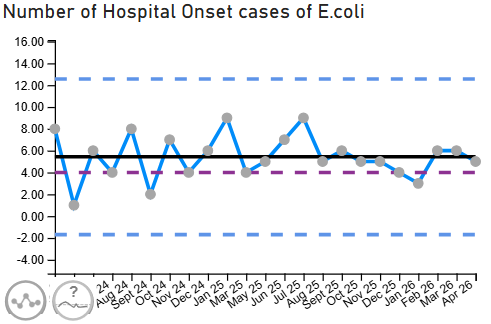 Number of Hospital Onset cases of E.coli
16.00
14.00
12.00
10.00
8.00
6.00
4.00
2.00
0.00
-2.00
-4.00
24
Aug 24
Sept 24
Oct 24
Nov 24
Dec 24
Jan 25
Mar 25
May 25
Jun 25
Jul 25
Aug 25
Sept 25
Oct 25
Nov 25
Dec 25
Jan 26
Feb 26
Mar 26
Apr 26
?